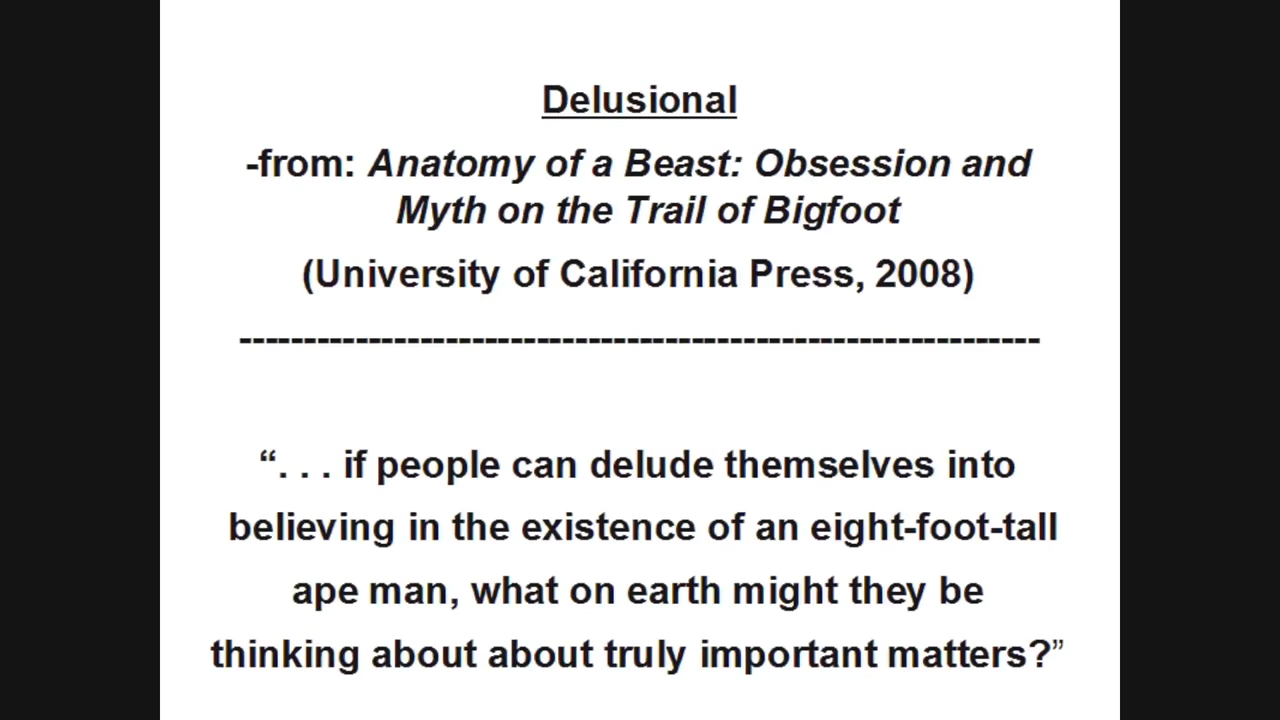 Delusional
-from: Anatomy of a Beast: Obsession and
Myth on the Trail of Bigfoot
(University of California Press, 2008)
--------------------------------------------------------------
“. . . if people can delude themselves into
believing in the existence of an eight-foot-tall
ape man, what on earth might they be
thinking about about truly important matters?”